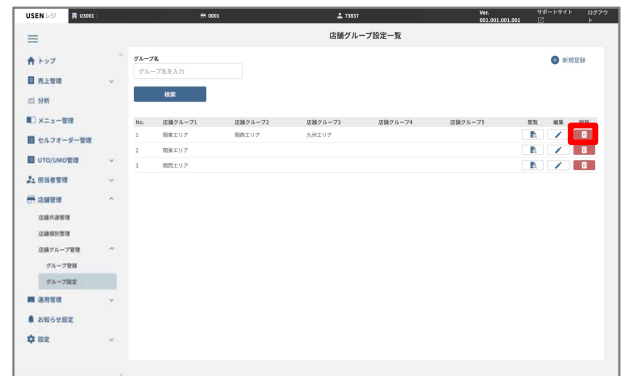 USEN レジ U3001 0001 73837 Ver. 001.001.001.001 サポートサイト ログアウト
店舗グループ設定一覧
トップ
売上管理
分析
メニュー管理
セルフオーダー管理
UTO/UMO管理
担当者管理
店舗管理
店舗共通管理
店舗個別管理
店舗グループ管理
グループ登録
グループ設定
運用管理
お知らせ設定
設定
グループ名
グループ名を入力
新規登録
検索
No. 店舗グループ1 店舗グループ2 店舗グループ3 店舗グループ4 店舗グループ5 閲覧 編集 削除
1 関東エリア 関西エリア 九州エリア
2 関東エリア
3 関西エリア